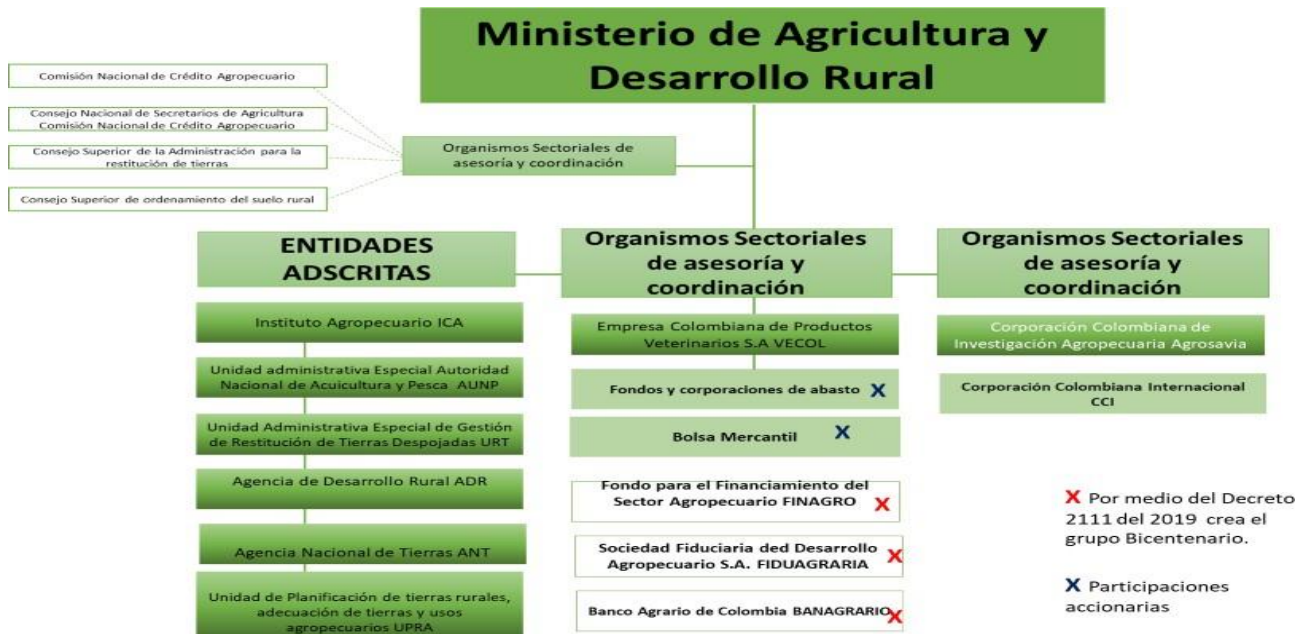 Ministerio de Agricultura y
Desarrollo Rural
Comisión Nacional de Crédito Agropecuario
Consejo Nacional de Secretarios de Agricultura
Comisión Nacional de Crédito Agropecuario
Consejo Superior de la Administración para la
restitución de tierras
Consejo Superior de ordenamiento del suelo rural
Organismos Sectoriales de
asesoría y coordinación
ENTIDADES
ADSCRITAS
Instituto Agropecuario ICA
Unidad administrativa Especial Autoridad
Nacional de Acuicultura y Pesca AUNP
Unidad Administrativa Especial de Gestión
de Restitución de Tierras Despojadas URT
Agencia de Desarrollo Rural ADR
Agencia Nacional de Tierras ANT
Unidad de Planificación de tierras rurales,
adecuación de tierras y usos
agropecuarios UPRA
Organismos Sectoriales
de asesoría y
coordinación
Empresa Colombiana de Productos
Veterinarios S.A VECOL
Fondos y corporaciones de abasto X
Bolsa Mercantil X
Fondo para el Financiamiento del
Sector Agropecuario FINAGRO X
Sociedad Fiduciaria ded Desarrollo
Agropecuario S.A. FIDUAGRARIA X
Banco Agrario de Colombia BANAGRARIO X
Organismos Sectoriales
de asesoría y
coordinación
Corporación Colombiana de
Investigación Agropecuaria Agrosavia
Corporación Colombiana Internacional
CCI
X Por medio del Decreto
2111 del 2019 crea el
grupo Bicentenario.
X Participaciones
accionarias